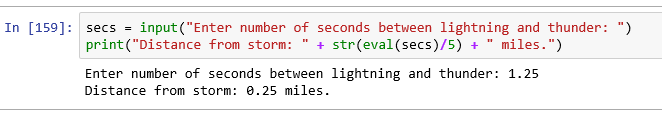 In [159]: secs = input("Enter number of seconds between lightning and thunder: ")
print("Distance from storm: " + str(eval(secs)/5) + " miles.")
Enter number of seconds between lightning and thunder: 1.25
Distance from storm: 0.25 miles.